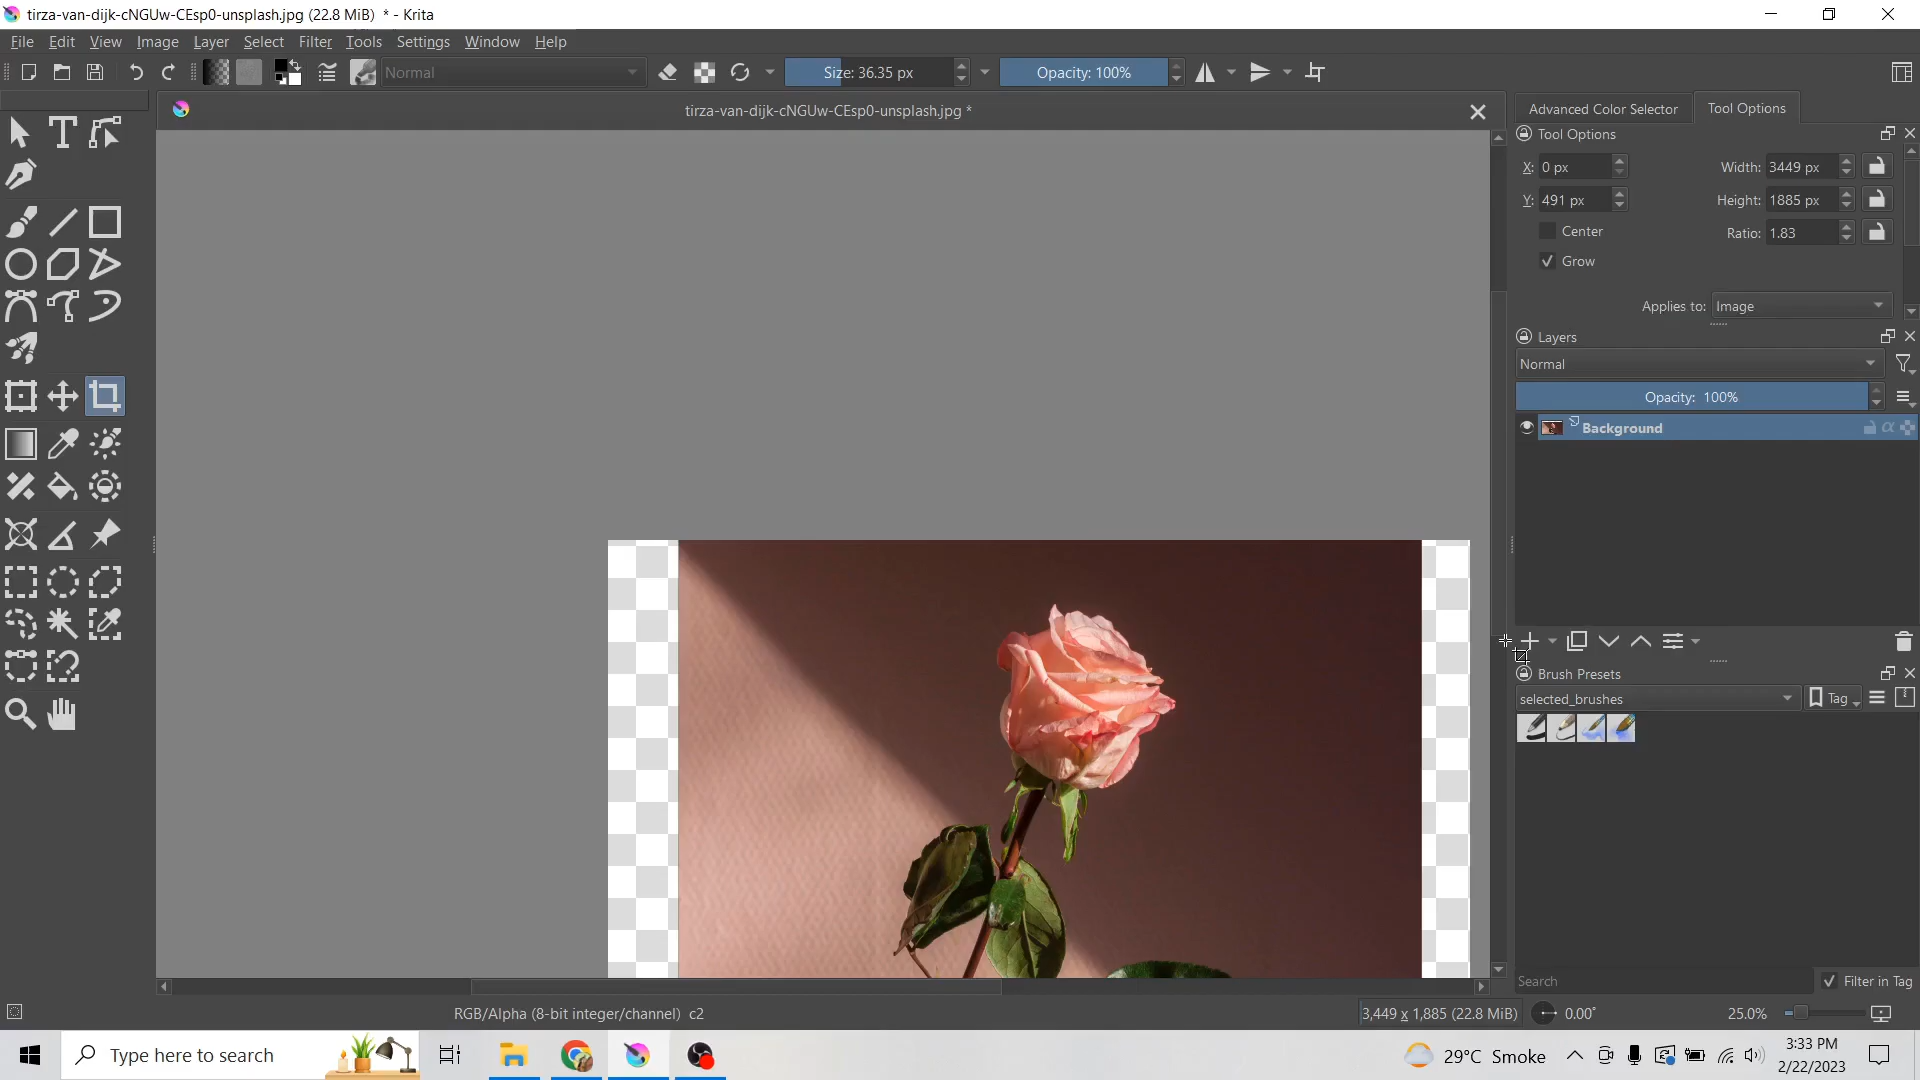 tirza-van-dijk-cNGUw-CEsp0-unsplash.jpg (22.8 MiB) * - Krita
File Edit View Image Layer Select Filter Tools Settings Window Help
Normal Size: 36.35 px Opacity: 100%
tirza-van-dijk-cNGUw-CEsp0-unsplash.jpg *
Advanced Color Selector Tool Options
Tool Options
X: 0 px Width: 3449 px
Y: 491 px Height: 1885 px
Center Ratio: 1.83
Grow
Applies to: Image
Layers
Normal
Opacity: 100%
Background
Brush Presets
selected_brushes Tag
Search Filter in Tag
RGB/Alpha (8-bit integer/channel) c2 3,449 x 1,885 (22.8 MiB) 0.00° 25.0%
Type here to search 29°C Smoke 3:33 PM
2/22/2023